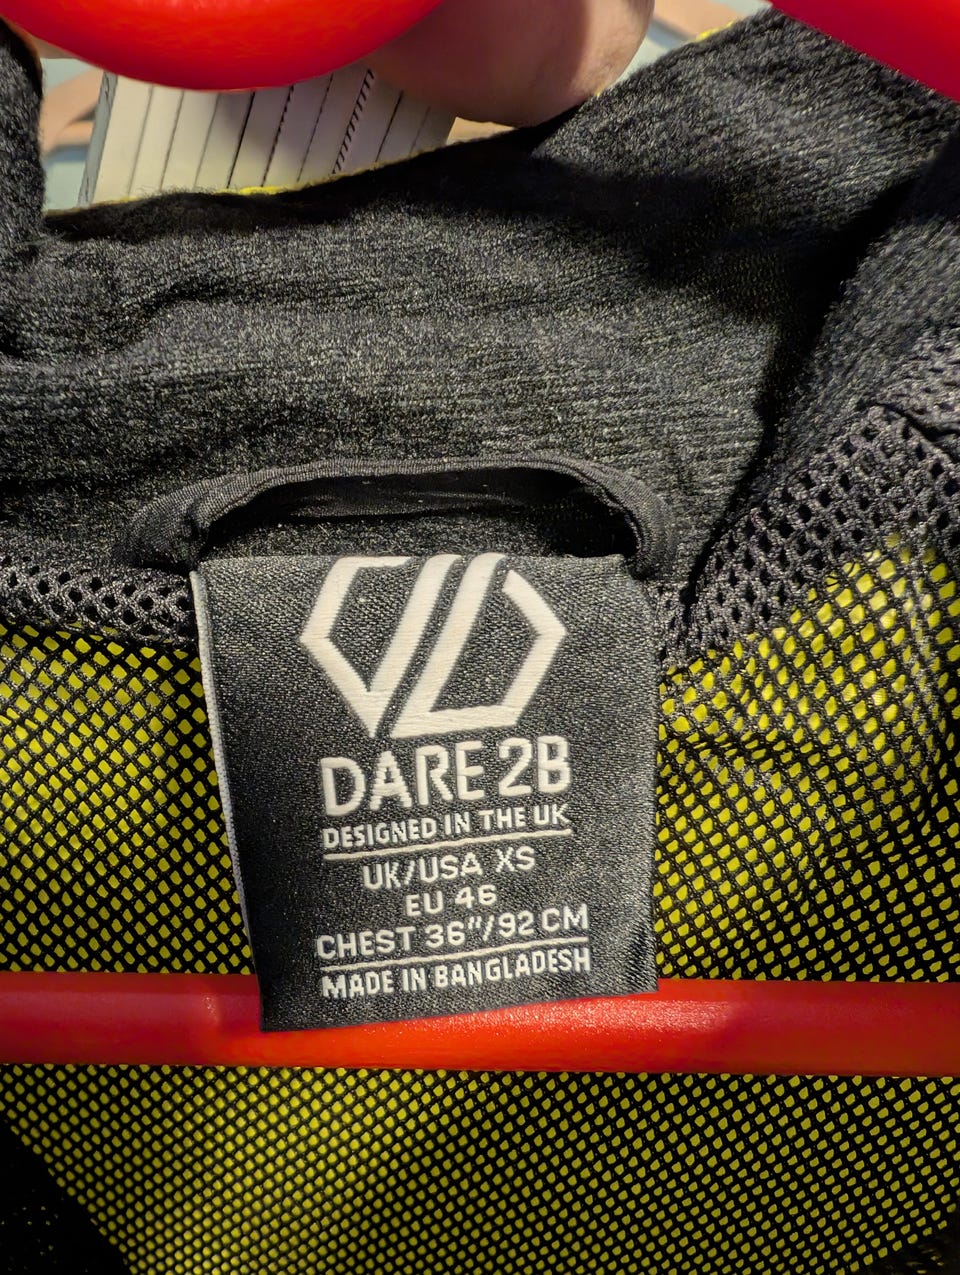 DARE 2B
DESIGNED IN THE UK
UK/USA XS
EU 46
CHEST 36"/92 CM
MADE IN BANGLADESH